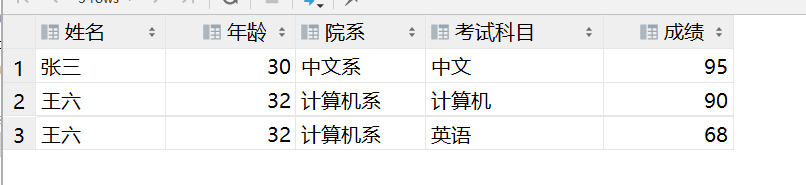 姓名 年龄 院系 考试科目 成绩
1 张三 30 中文系 中文 95
2 王六 32 计算机系 计算机 90
3 王六 32 计算机系 英语 68